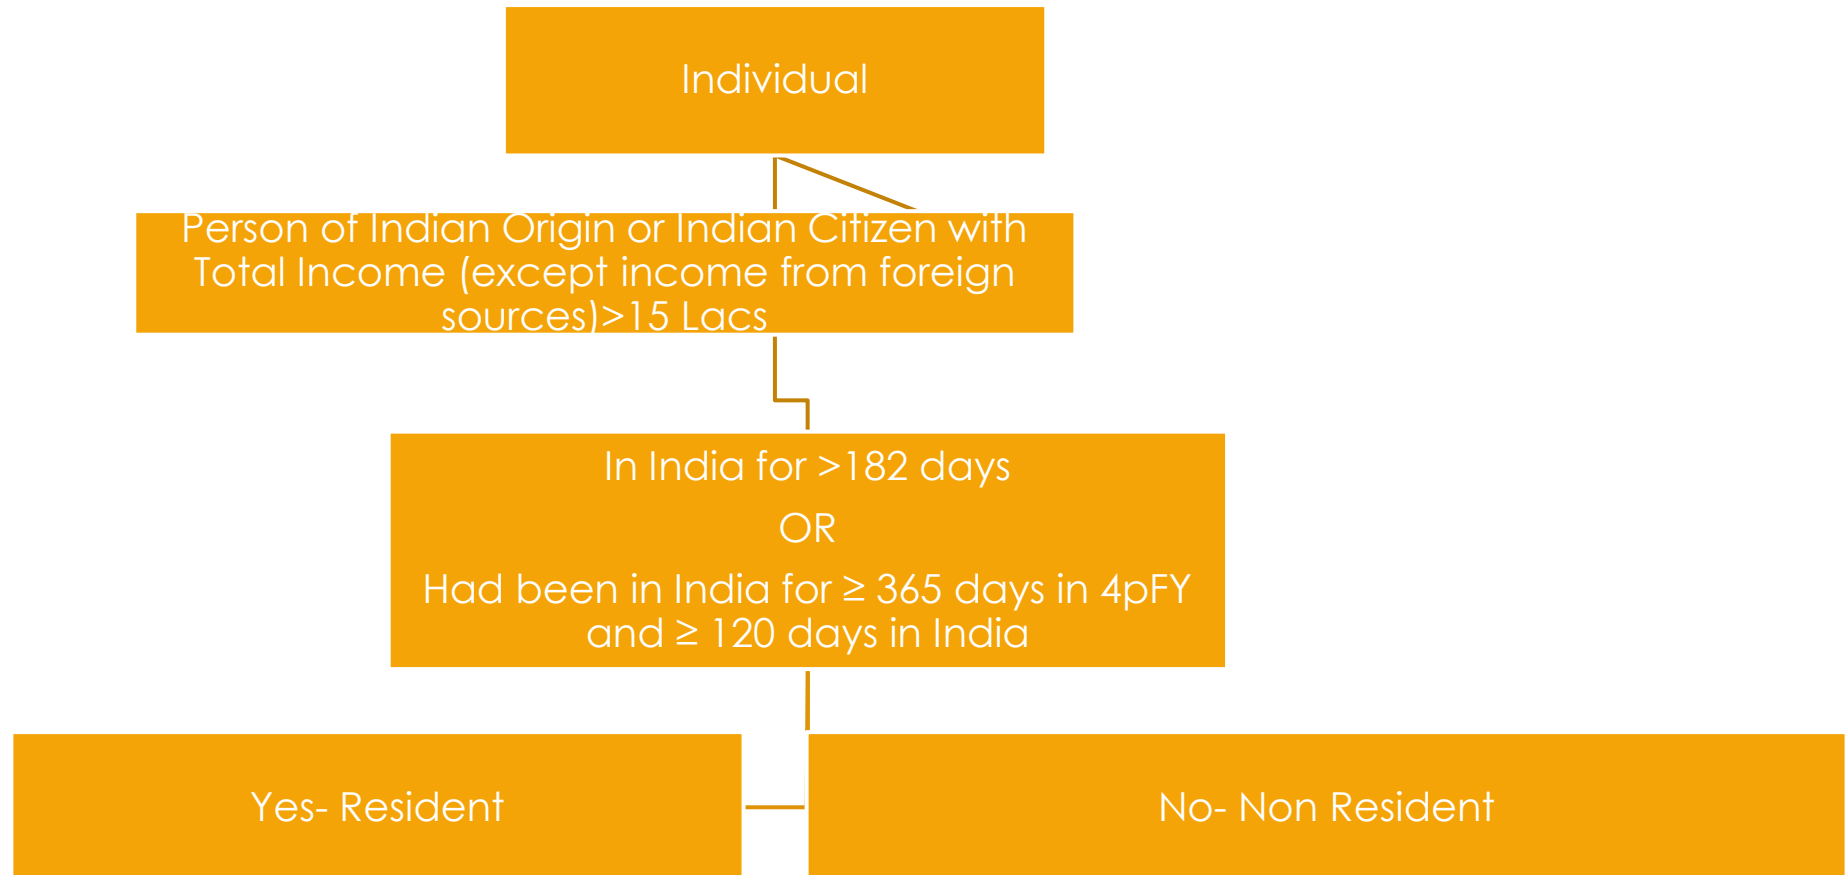 Individual
Person of Indian Origin or Indian Citizen with
Total Income (except income from foreign
sources)>15 Lacs
In India for >182 days
OR
Had been in India for ≥ 365 days in 4pFY
and ≥ 120 days in India
Yes- Resident
No- Non Resident